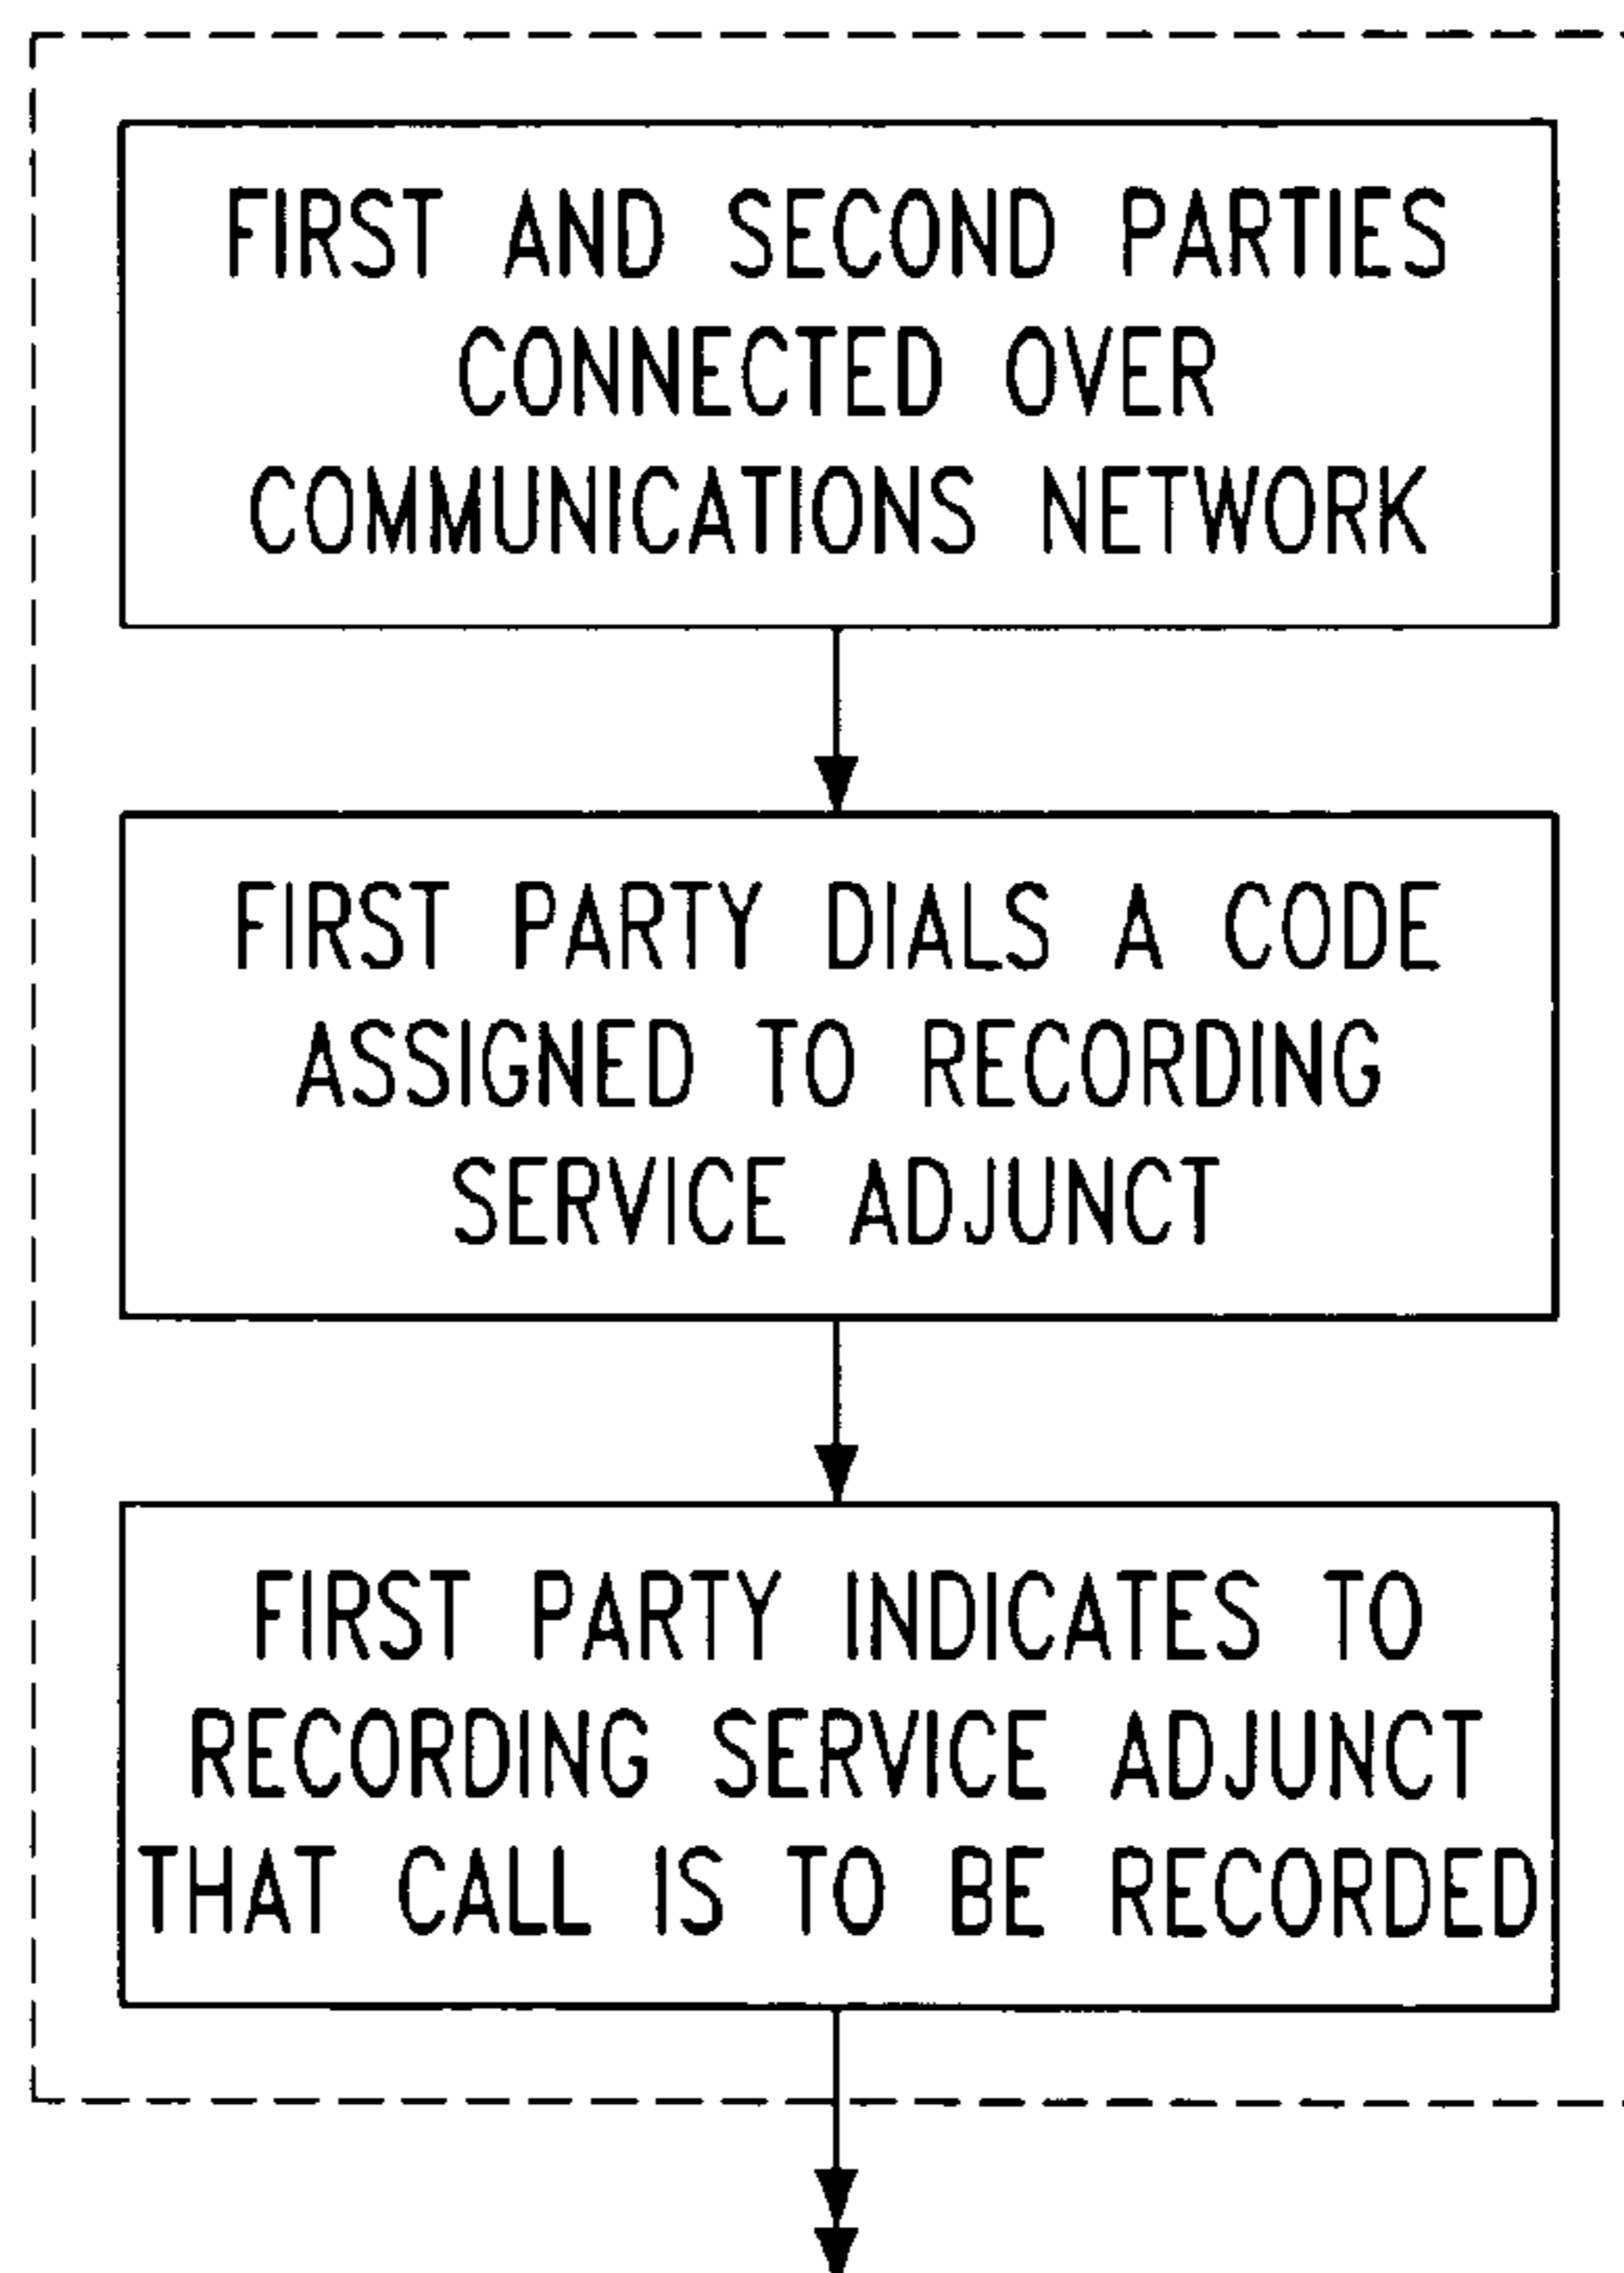 FIRST AND SECOND PARTIES
CONNECTED OVER
COMMUNICATIONS NETWORK
FIRST PARTY DIALS A CODE
ASSIGNED TO RECORDING
SERVICE ADJUNCT
FIRST PARTY INDICATES TO
RECORDING SERVICE ADJUNCT
THAT CALL IS TO BE RECORDED